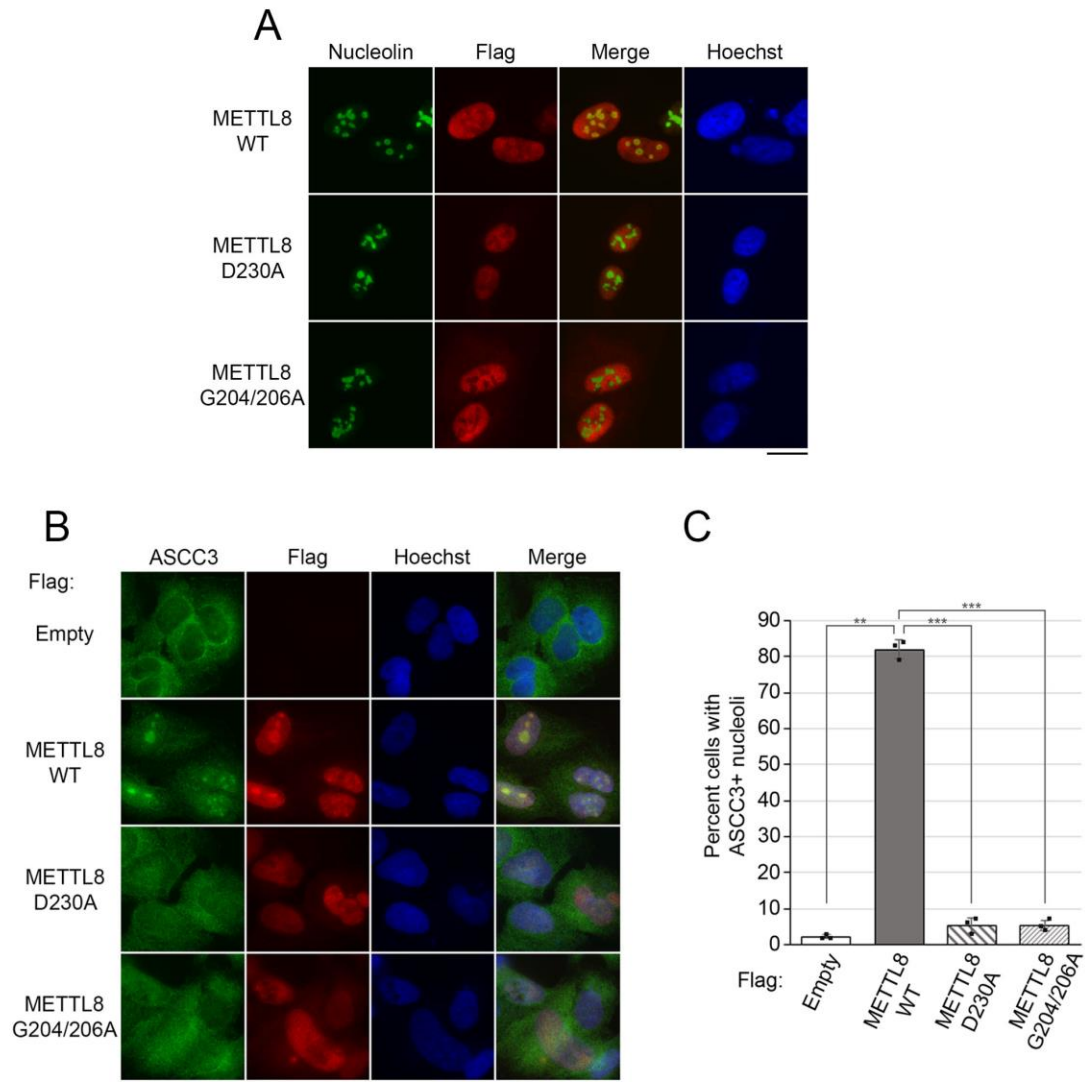 A
Nucleolin Flag Merge Hoechst
METTL8
WT
METTL8
D230A
METTL8
G204/206A
B
ASCC3 Flag Hoechst Merge
Flag:
Empty
METTL8
WT
METTL8
D230A
METTL8
G204/206A
C
Percent cells with
ASCC3+ nucleoli
90
80
70
60
50
40
30
20
10
0
** *** ***
Flag:
Empty
METTL8
WT
METTL8
D230A
METTL8
G204/206A